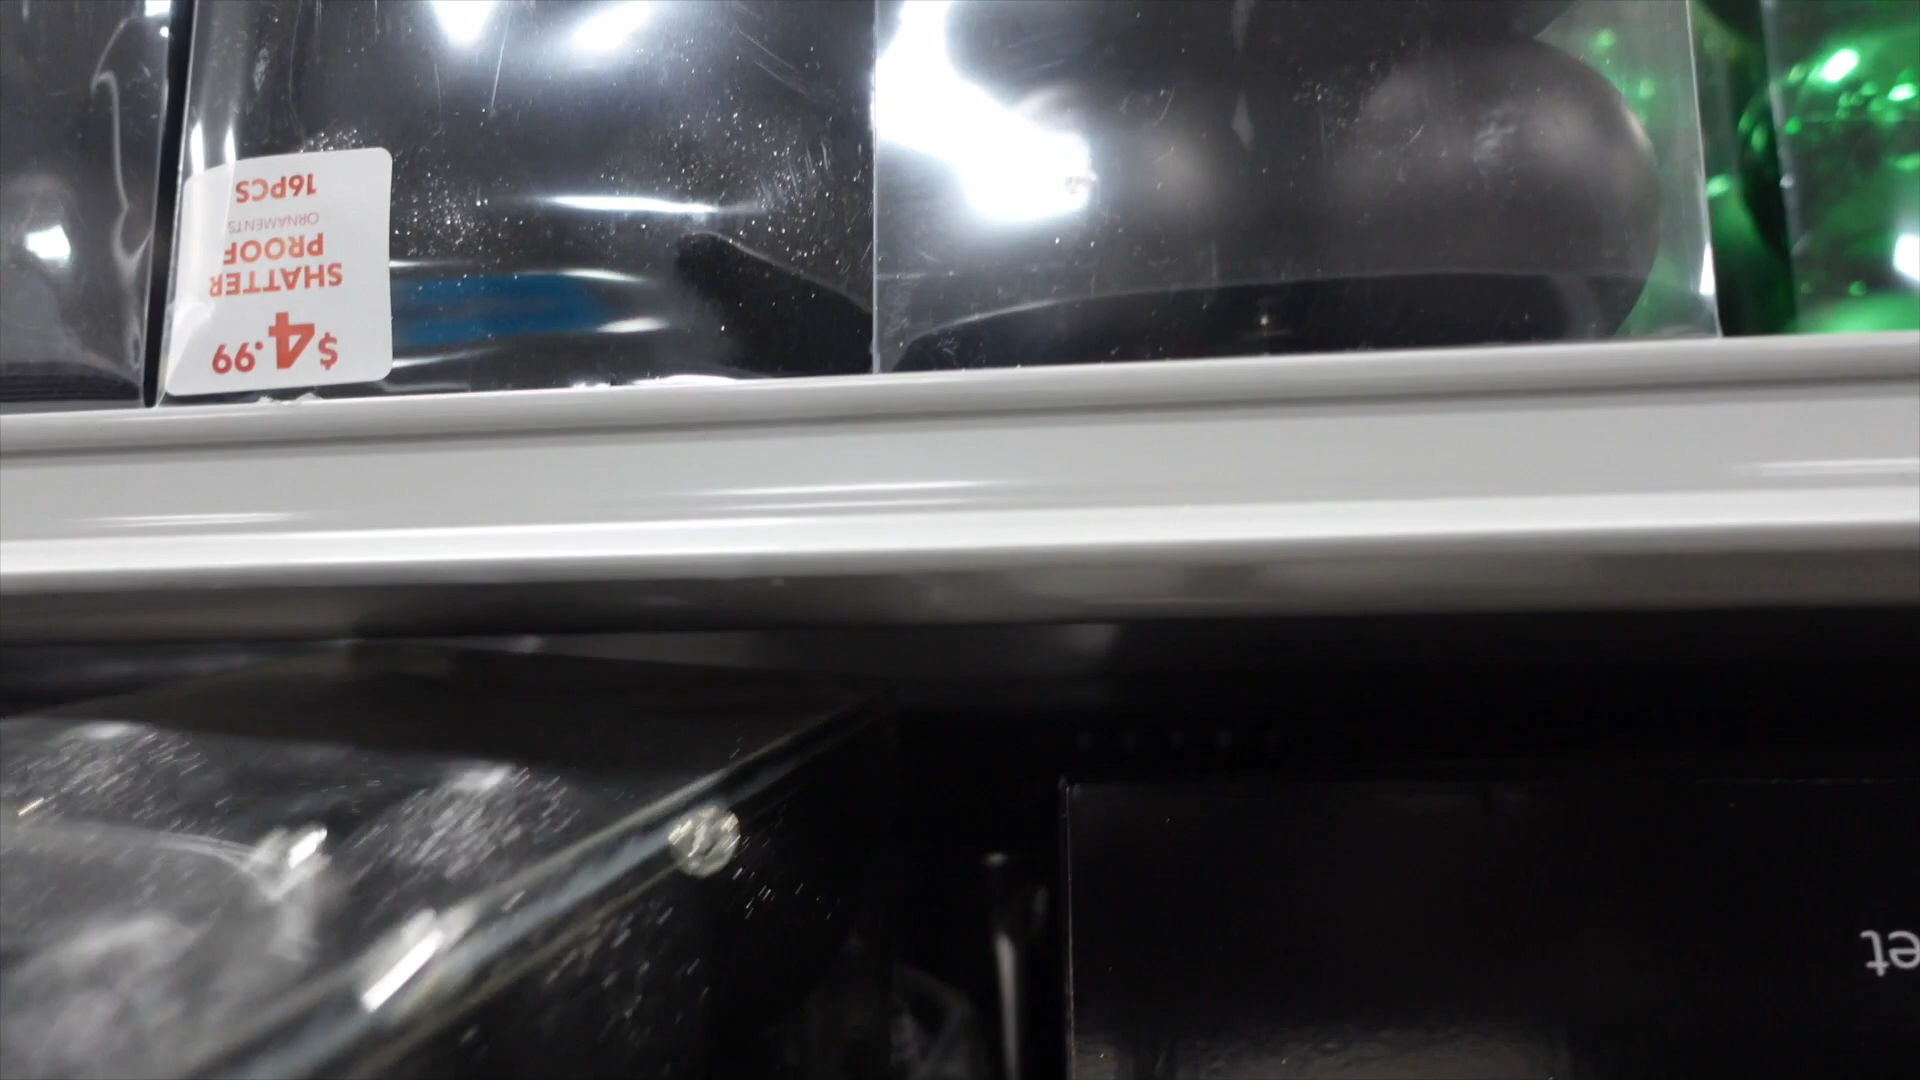 $4.99
SHATTER
PROOF
ORNAMENTS
16PCS
et